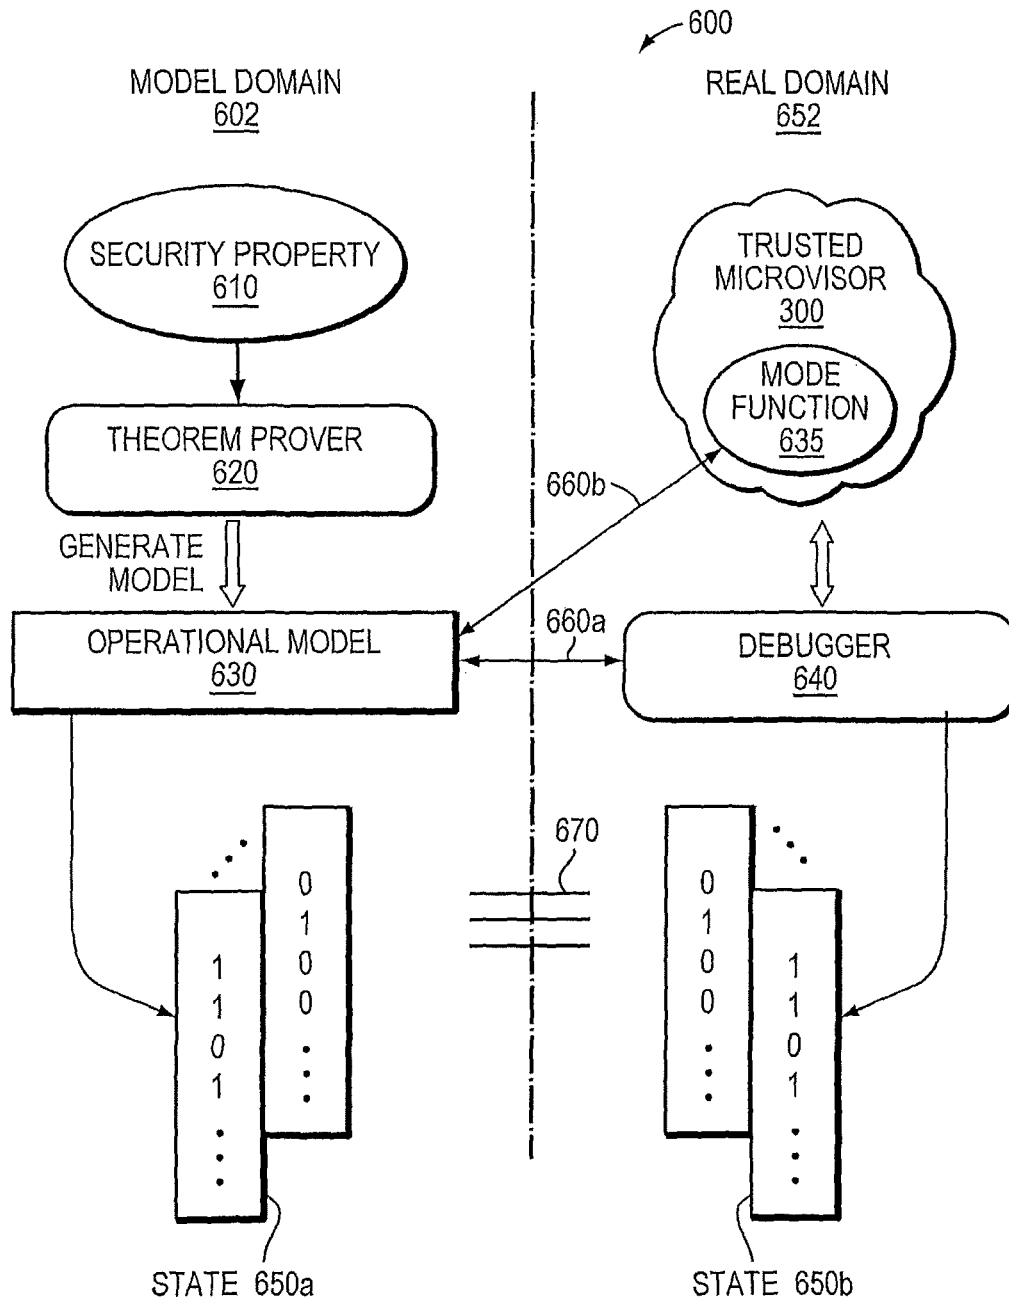 600
MODEL DOMAIN
602
REAL DOMAIN
652
SECURITY PROPERTY
610
TRUSTED
MICROVISOR
300
MODE
FUNCTION
635
THEOREM PROVER
620
660b
GENERATE
MODEL
660a
OPERATIONAL MODEL
630
DEBUGGER
640
670
0
1
0
0
1
1
0
1
0
1
0
0
1
1
0
1
STATE 650a
STATE 650b